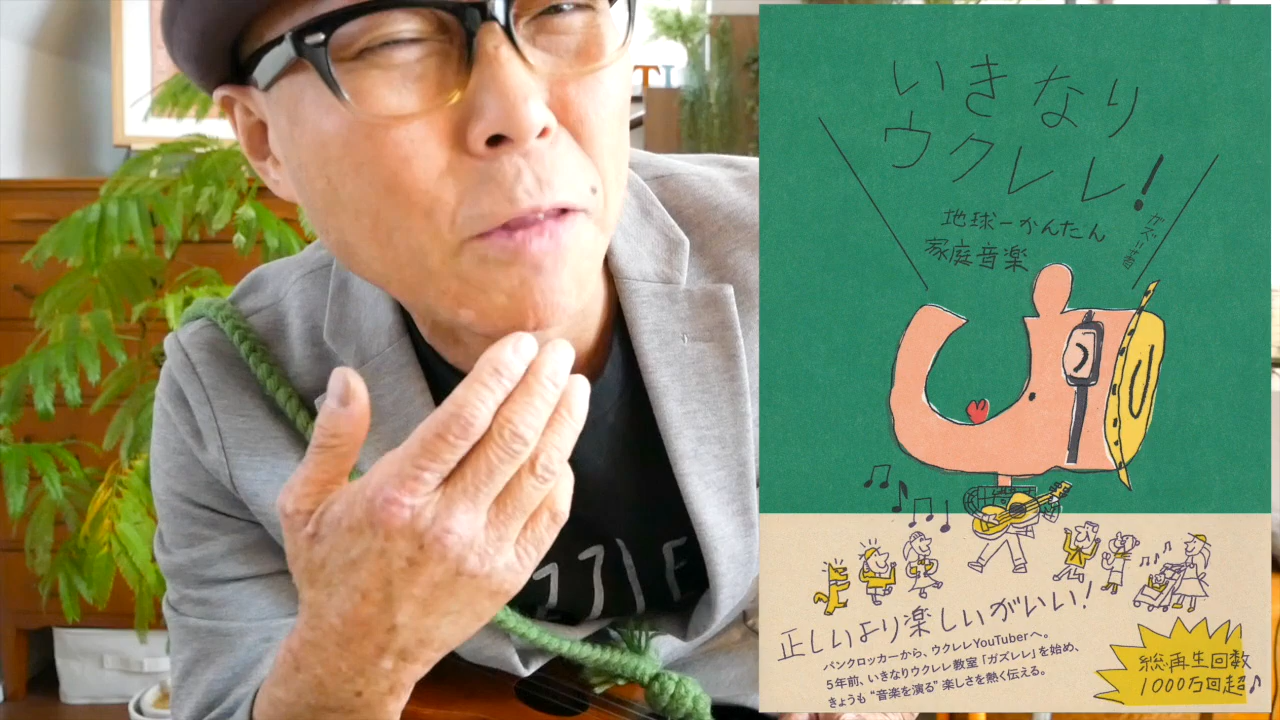 いきなり
ウクレレ!
地球一かんたん
家庭音楽
ガズ!!著
正しいより楽しいがいい!
パンクロッカーから、ウクレレYouTuberへ。
5年前、いきなりウクレレ教室「ガズレレ」を始め、
きょうも“音楽を演る”楽しさを熱く伝える。
総再生回数
1000万回超♪